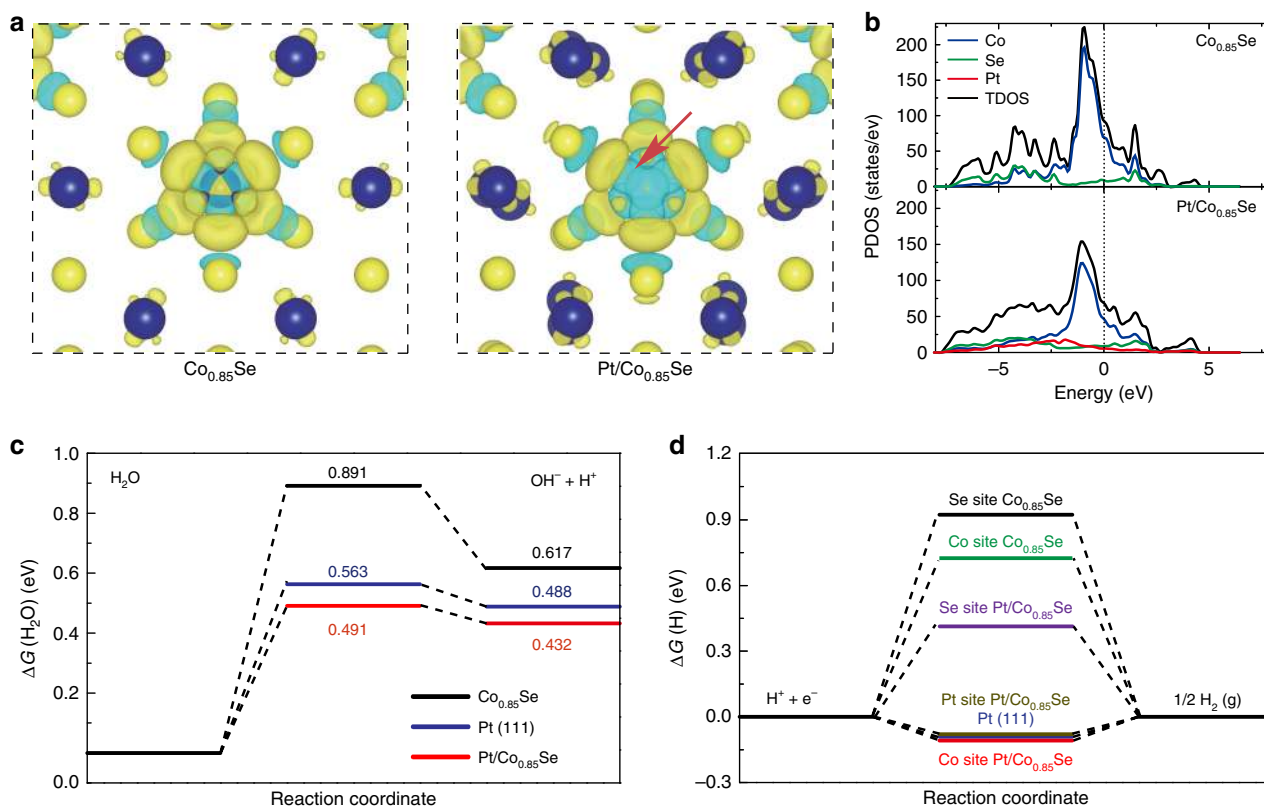 a
Co0.85Se
Pt/Co0.85Se
b
PDOS (states/ev)
200
150
100
50
0
200
150
100
50
0
Co
Se
Pt
TDOS
Co0.85Se
Pt/Co0.85Se
−5
0
5
Energy (eV)
c
ΔG (H2O) (eV)
1.0
0.8
0.6
0.4
0.2
0.0
H2O
OH− + H+
0.891
0.617
0.563
0.488
0.491
0.432
Co0.85Se
Pt (111)
Pt/Co0.85Se
Reaction coordinate
d
ΔG (H) (eV)
1.2
0.9
0.6
0.3
0.0
−0.3
Se site Co0.85Se
Co site Co0.85Se
Se site Pt/Co0.85Se
H+ + e−
Pt site Pt/Co0.85Se
Pt (111)
1/2 H2 (g)
Co site Pt/Co0.85Se
Reaction coordinate